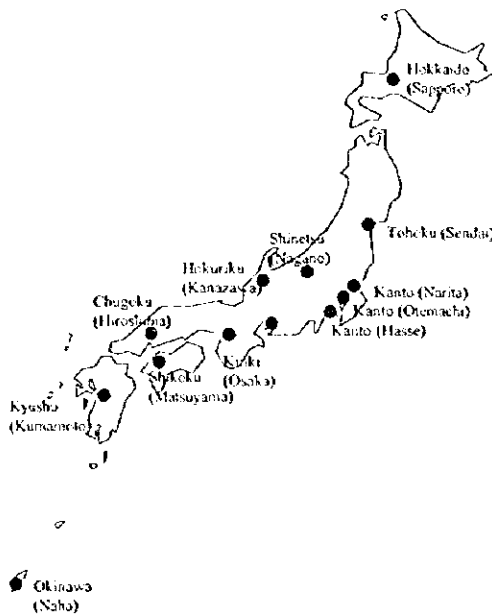 Hokkaido
(Sapporo)
Tohoku (Sendai)
Shinetsu
(Nagano)
Hokuriku
(Kanazawa)
Kanto (Narita)
Kanto (Otemachi)
Kanto (Hasse)
Chugoku
(Hiroshima)
Kinki
(Osaka)
Shikoku
(Matsuyama)
Kyushu
(Kumamoto)
Okinawa
(Naha)